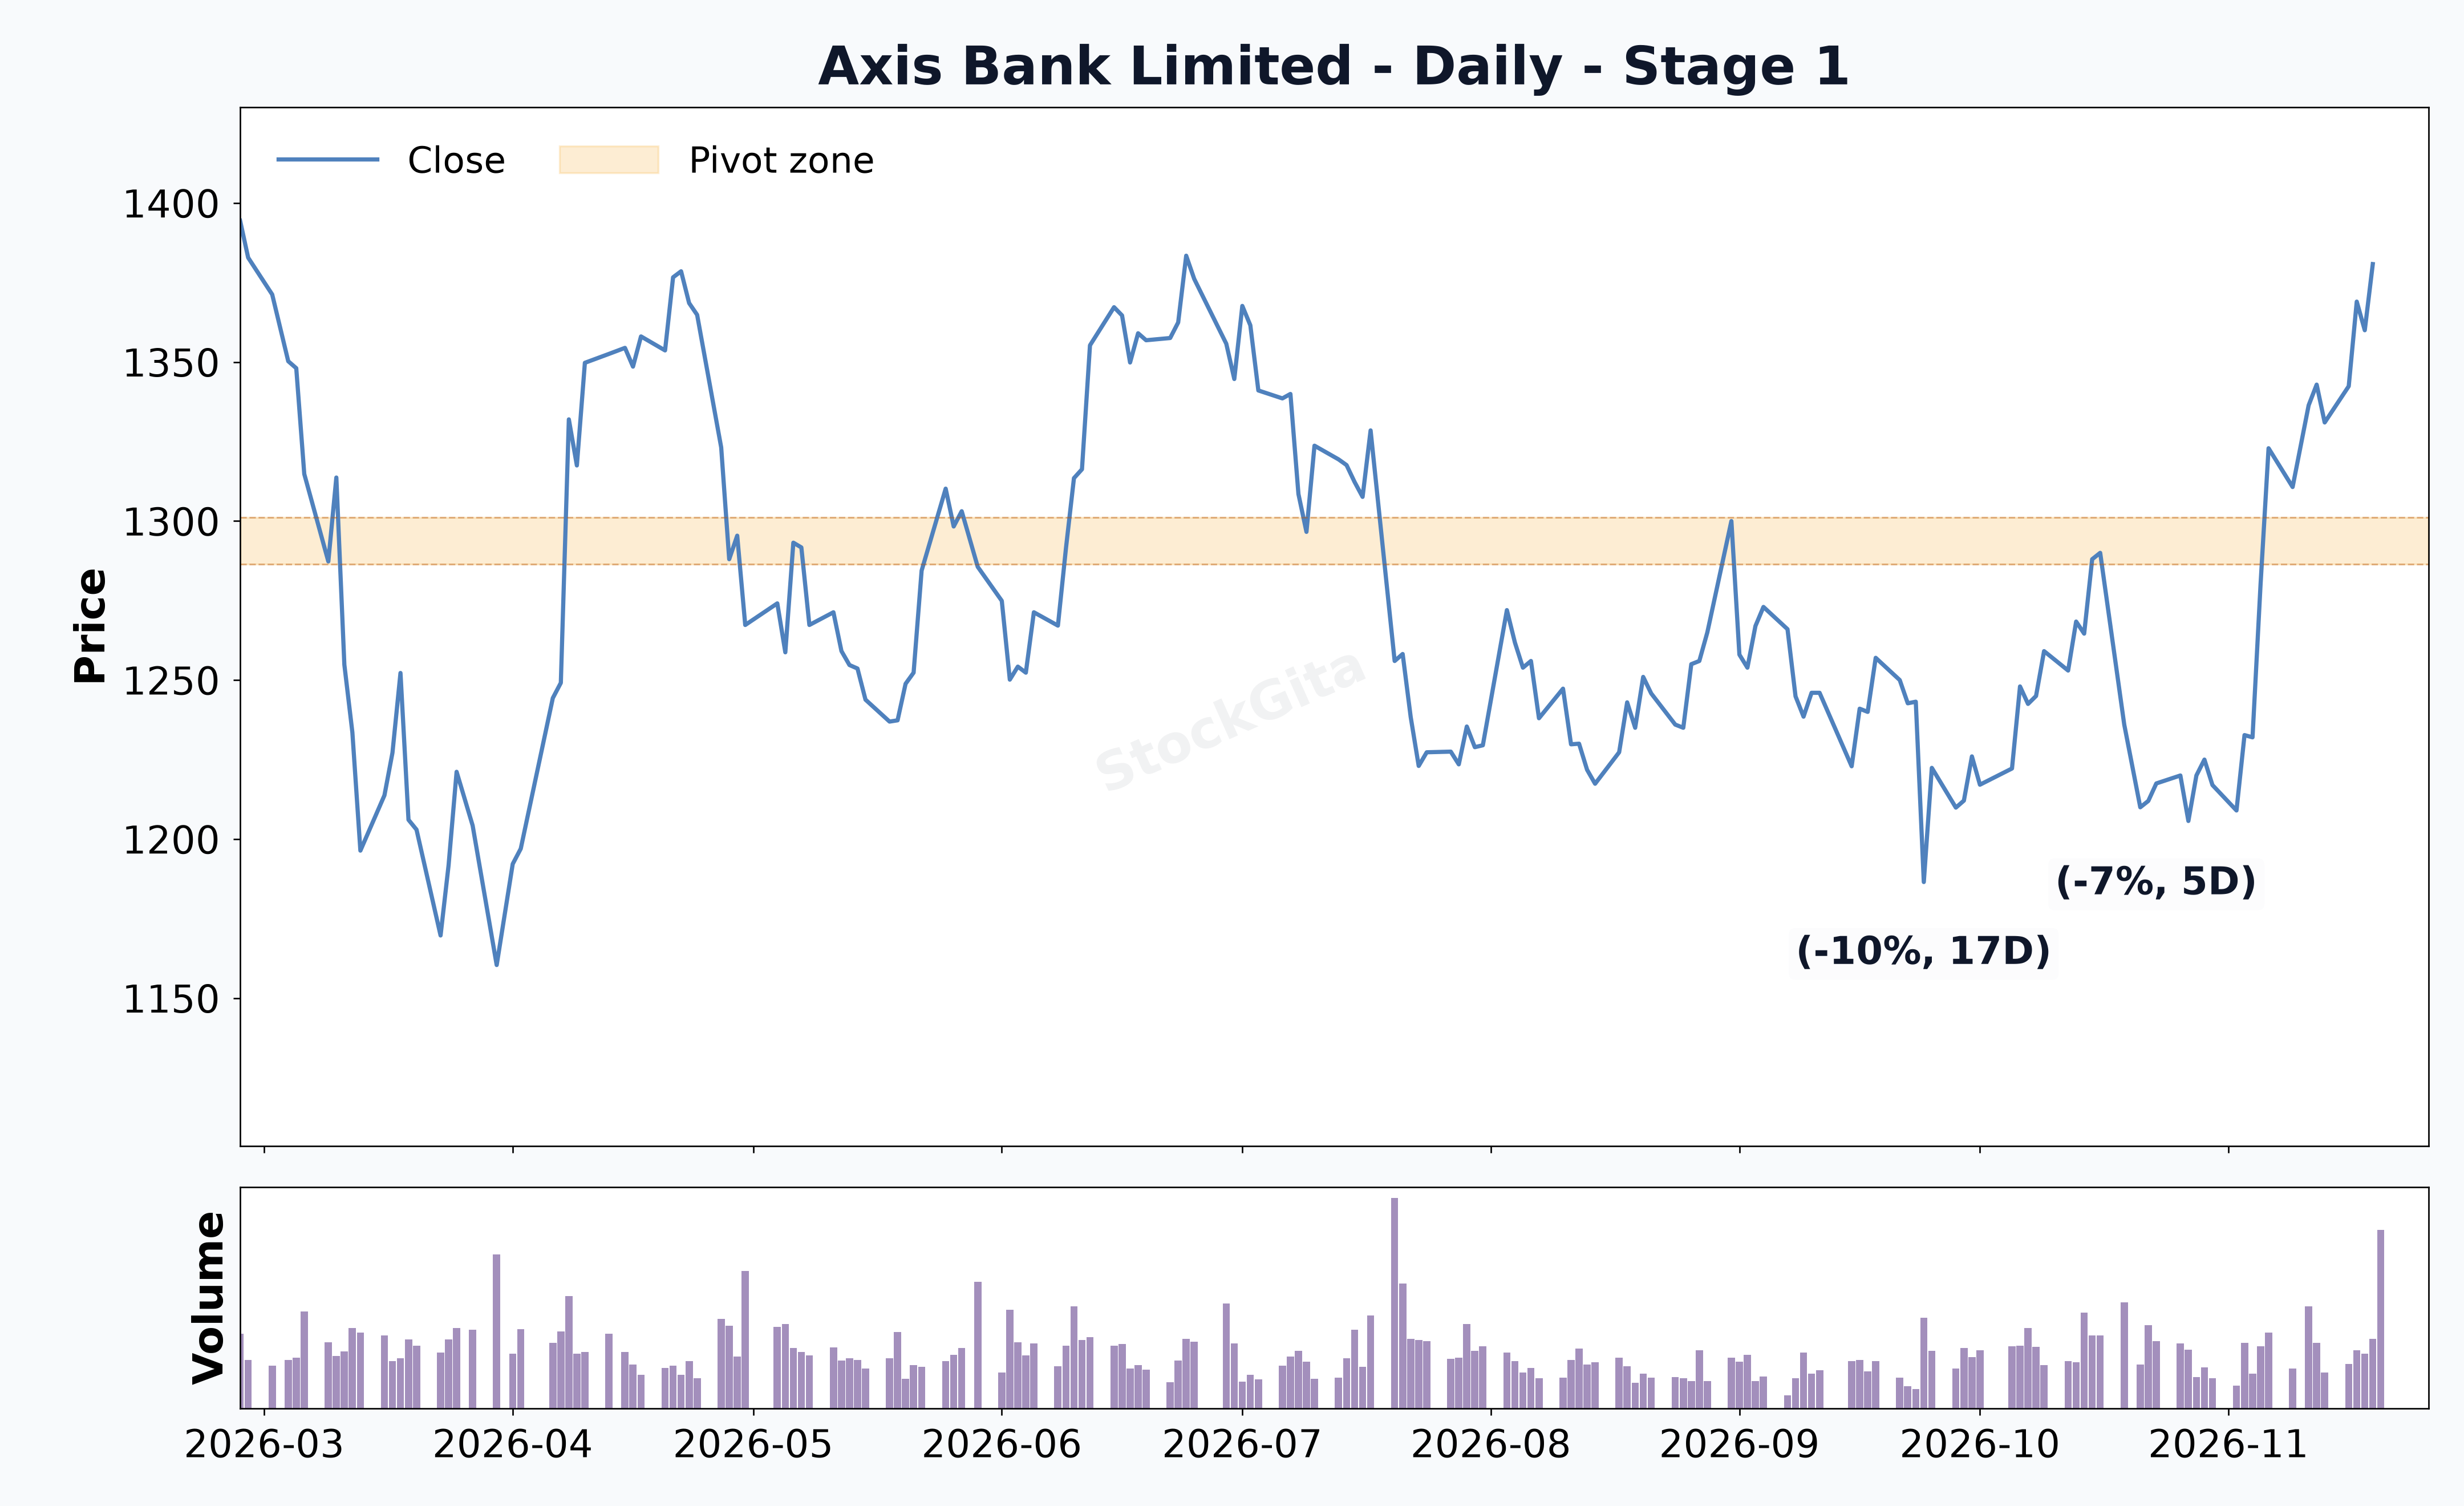 Axis Bank Limited - Daily - Stage 1
Close
Pivot zone
1400
1350
1300
1250
1200
1150
Price
StockGita
(-7%, 5D)
(-10%, 17D)
Volume
2026-03
2026-04
2026-05
2026-06
2026-07
2026-08
2026-09
2026-10
2026-11